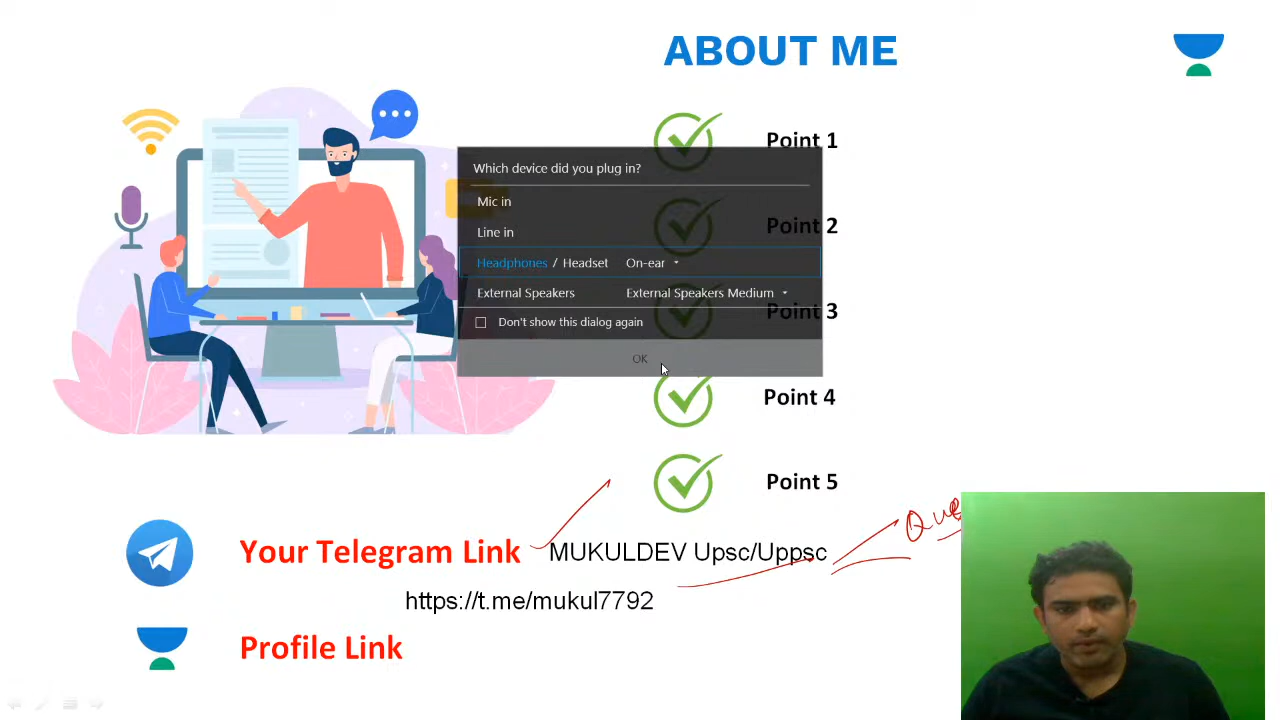 ABOUT ME
Point 1
Which device did you plug in?
Mic in
Line in
Point 2
Headphones / Headset On-ear
External Speakers External Speakers Medium
Point 3
Don't show this dialog again
OK
Point 4
Point 5
Your Telegram Link MUKULDEV Upsc/Uppsc
Que
https://t.me/mukul7792
Profile Link